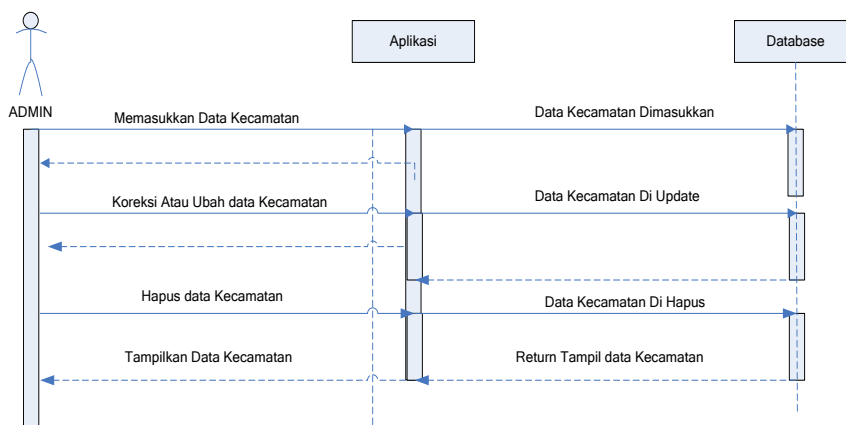 Aplikasi
Database
ADMIN
Memasukkan Data Kecamatan
Data Kecamatan Dimasukkan
Koreksi Atau Ubah data Kecamatan
Data Kecamatan Di Update
Hapus data Kecamatan
Data Kecamatan Di Hapus
Tampilkan Data Kecamatan
Return Tampil data Kecamatan